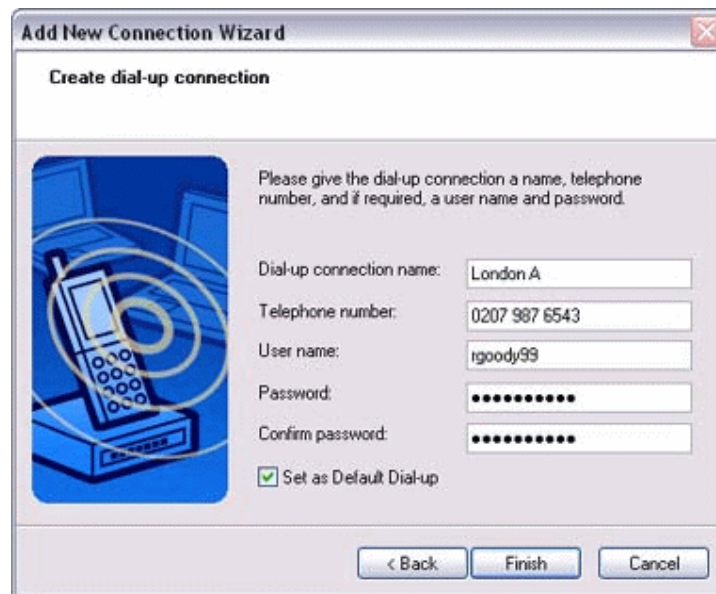 Add New Connection Wizard
Create dial-up connection
Please give the dial-up connection a name, telephone
number, and if required, a user name and password.
Dial-up connection name: London A
Telephone number: 0207 987 6543
User name: rgoody99
Password: ●●●●●●●●●●
Confirm password: ●●●●●●●●●●
Set as Default Dial-up
< Back Finish Cancel